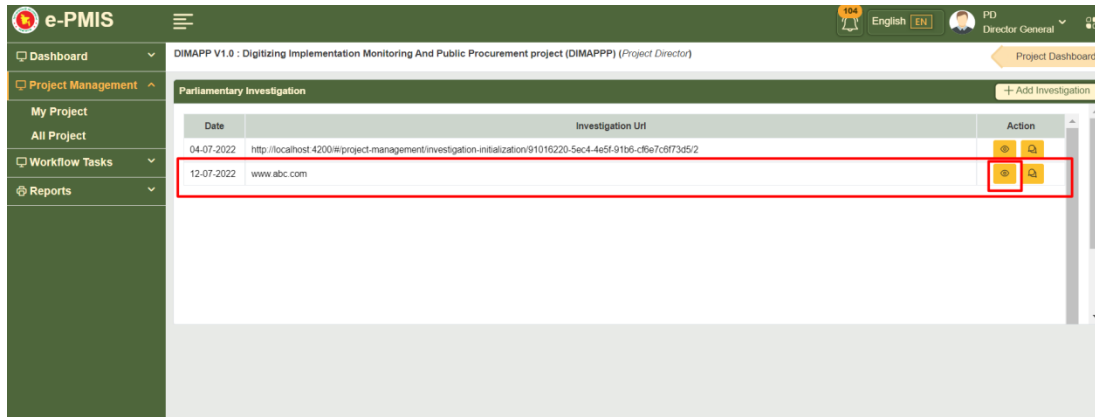 e-PMIS
104
English EN
PD
Director General
Dashboard
DIMAPP V1.0 : Digitizing Implementation Monitoring And Public Procurement project (DIMAPPP) (Project Director)
Project Dashboard
Project Management
Parliamentary Investigation
+ Add Investigation
My Project
All Project
Date Investigation Url Action
04-07-2022 http://localhost:4200/#/project-management/investigation-initialization/91016220-5ec4-4e5f-91b6-cf6e7c6f73d5/2
Workflow Tasks
12-07-2022 www.abc.com
Reports